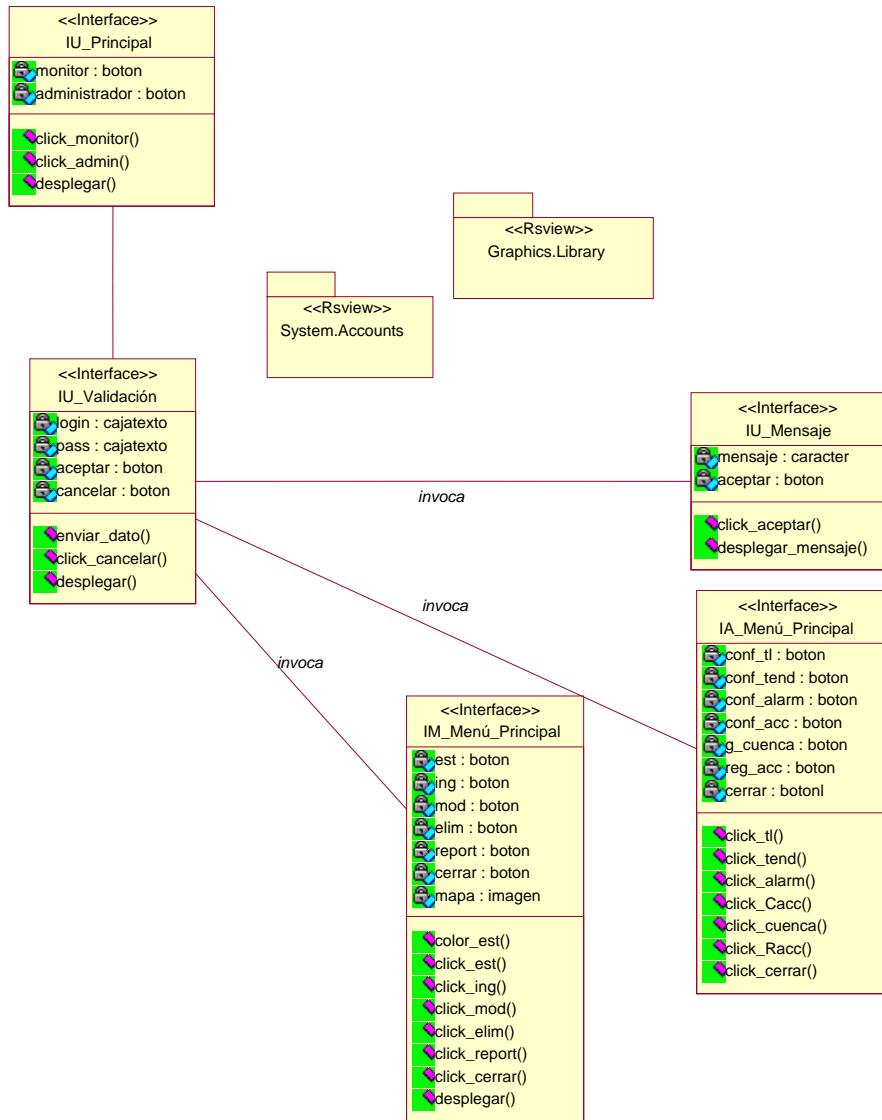 <<Interface>>
IU_Principal
monitor : boton
administrador : boton
click_monitor()
click_admin()
desplegar()
<<Rsview>>
Graphics.Library
<<Rsview>>
System.Accounts
<<Interface>>
IU_Validación
login : cajatexto
pass : cajatexto
aceptar : boton
cancelar : boton
enviar_dato()
click_cancelar()
desplegar()
invoca
invoca
invoca
<<Interface>>
IU_Mensaje
mensaje : caracter
aceptar : boton
click_aceptar()
desplegar_mensaje()
<<Interface>>
IA_Menú_Principal
conf_tl : boton
conf_tend : boton
conf_alarm : boton
conf_acc : boton
g_cuenca : boton
reg_acc : boton
cerrar : botonl
click_tl()
click_tend()
click_alarm()
click_Cacc()
click_cuenca()
click_Racc()
click_cerrar()
<<Interface>>
IM_Menú_Principal
est : boton
ing : boton
mod : boton
elim : boton
report : boton
cerrar : boton
mapa : imagen
color_est()
click_est()
click_ing()
click_mod()
click_elim()
click_report()
click_cerrar()
desplegar()